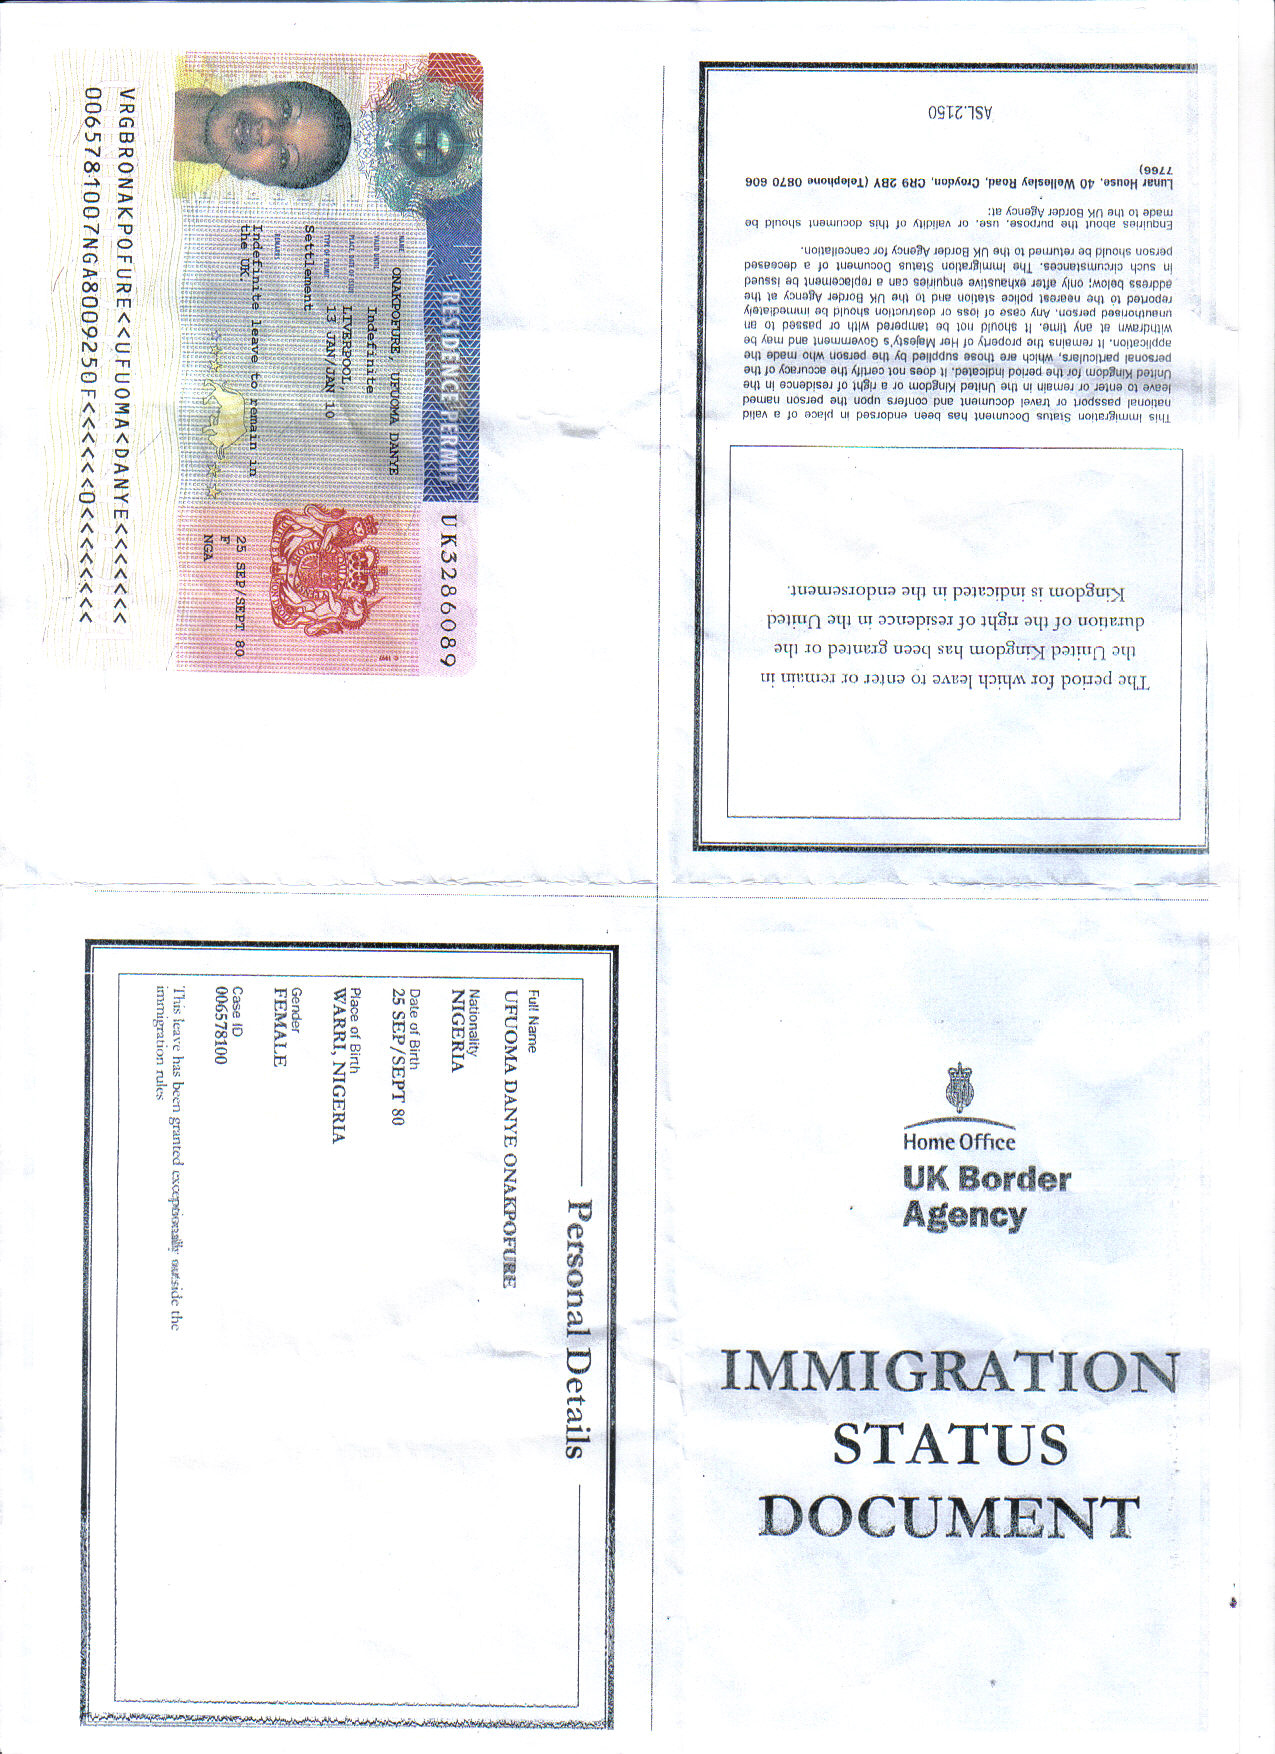 Home Office
UK Border
Agency
IMMIGRATION
STATUS
DOCUMENT
Personal Details
Full Name
UFUOMA DANYE ONAKPOFURE
Nationality
NIGERIA
Date of Birth
25 SEP/SEPT 80
Place of Birth
WARRI, NIGERIA
Gender
FEMALE
Case ID
006578100
This leave has been granted exceptionally outside the
immigration rules
RESIDENCE PERMIT
UK3286089
NAME
ONAKPOFURE, UFUOMA DANYE
VALID UNTIL
Indefinite
PLACE, DATE OF ISSUE
LIVERPOOL
13 JAN/JAN 10
TYPE OF PERMIT
Settlement
REMARKS
Indefinite leave to remain in
the UK
25 SEP/SEPT 80
F
NGA
VRGBRONAKPOFURE<<UFUOMA<DANYE<<<<<<<
0065781007NGA8009250F<<<<<<<0<<<<<<<
The period for which leave to enter or remain in
the United Kingdom has been granted or the
duration of the right of residence in the United
Kingdom is indicated in the endorsement.
This Immigration Status Document has been endorsed in place of a valid
national passport or travel document and confers upon the person named
leave to enter or remain in the United Kingdom or a right of residence in the
United Kingdom for the period indicated. It does not certify the accuracy of the
personal particulars, which are those supplied by the person who made the
application. It remains the property of Her Majesty's Government and may be
withdrawn at any time. It should not be tampered with or passed to an
unauthorised person. Any case of loss or destruction should be immediately
reported to the nearest police station and to the UK Border Agency at the
address below; only after exhaustive enquiries can a replacement be issued
in such circumstances. The Immigration Status Document of a deceased
person should be returned to the UK Border Agency for cancellation.
Enquiries about the purpose, use, or validity of this document should be
made to the UK Border Agency at:
Lunar House, 40 Wellesley Road, Croydon, CR9 2BY (Telephone 0870 606
7766)
ASL.2150